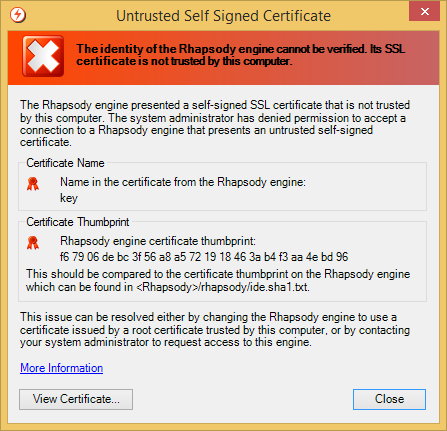 Untrusted Self Signed Certificate
The identity of the Rhapsody engine cannot be verified. Its SSL
certificate is not trusted by this computer.
The Rhapsody engine presented a self-signed SSL certificate that is not trusted
by this computer. The system administrator has denied permission to accept a
connection to a Rhapsody engine that presents an untrusted self-signed
certificate.
Certificate Name
Name in the certificate from the Rhapsody engine:
key
Certificate Thumbprint
Rhapsody engine certificate thumbprint:
f6 79 06 de bc 3f 56 a8 a5 72 19 18 46 3a b4 f3 aa 4e bd 96
This should be compared to the certificate thumbprint on the Rhapsody engine
which can be found in <Rhapsody>/rhapsody/ide.sha1.txt.
This issue can be resolved either by changing the Rhapsody engine to use a
certificate issued by a root certificate trusted by this computer, or by contacting
your system administrator to request access to this engine.
More Information
View Certificate...
Close